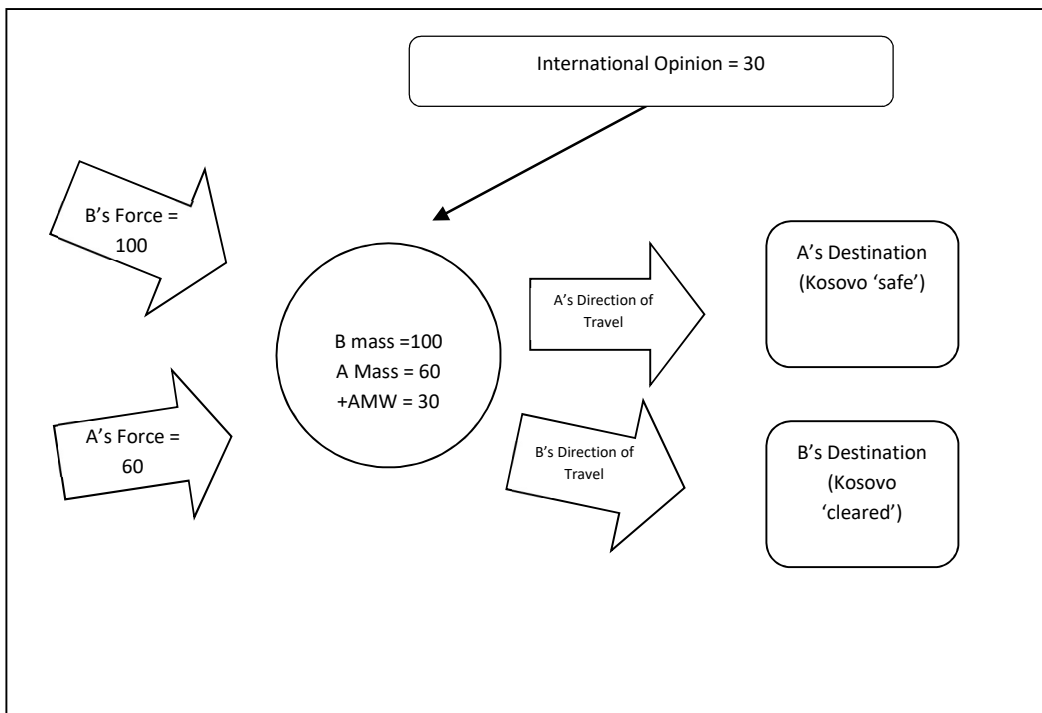 International Opinion = 30
B’s Force =
100
A’s Destination
(Kosovo ‘safe’)
A’s Direction of
Travel
B mass =100
A Mass = 60
+AMW = 30
A’s Force =
60
B’s Direction of
Travel
B’s Destination
(Kosovo
‘cleared’)